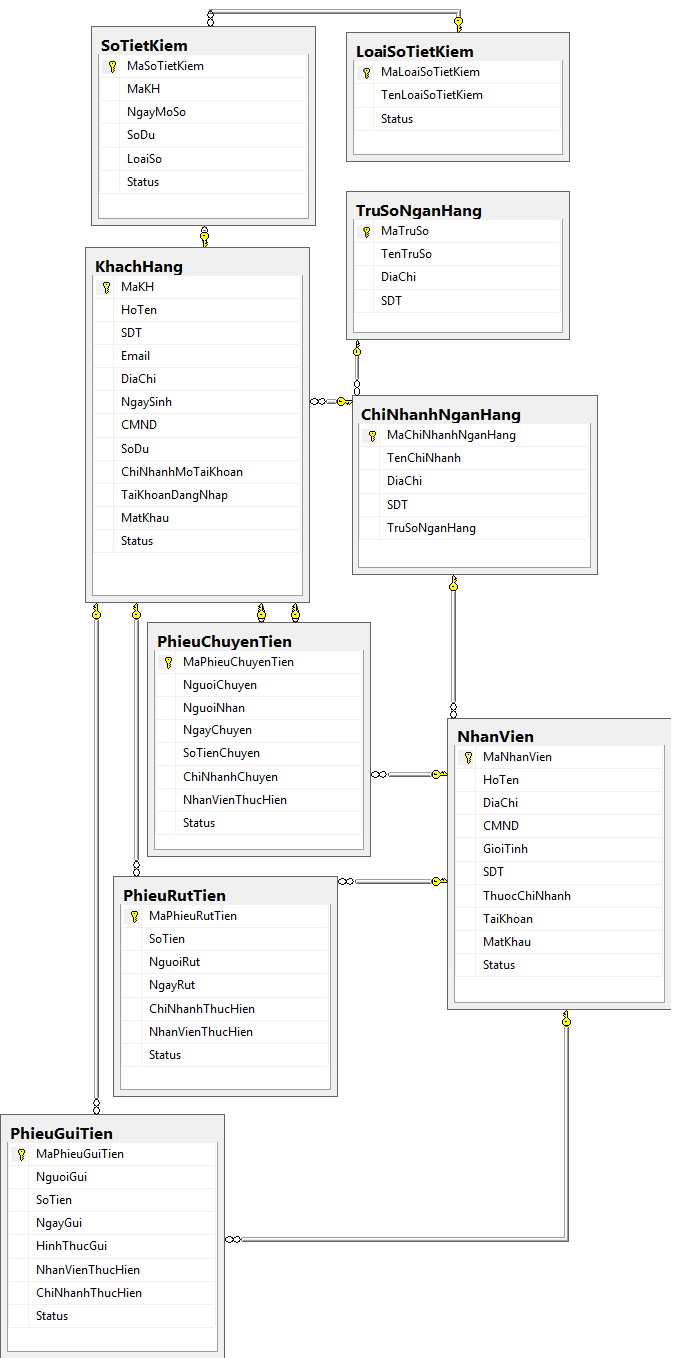 SoTietKiem
MaSoTietKiem
MaKH
NgayMoSo
SoDu
LoaiSo
Status
LoaiSoTietKiem
MaLoaiSoTietKiem
TenLoaiSoTietKiem
Status
TruSoNganHang
MaTruSo
TenTruSo
DiaChi
SDT
KhachHang
MaKH
HoTen
SDT
Email
DiaChi
NgaySinh
CMND
SoDu
ChiNhanhMoTaiKhoan
TaiKhoanDangNhap
MatKhau
Status
ChiNhanhNganHang
MaChiNhanhNganHang
TenChiNhanh
DiaChi
SDT
TruSoNganHang
PhieuChuyenTien
MaPhieuChuyenTien
NguoiChuyen
NguoiNhan
NgayChuyen
SoTienChuyen
ChiNhanhChuyen
NhanVienThucHien
Status
NhanVien
MaNhanVien
HoTen
DiaChi
CMND
GioiTinh
SDT
ThuocChiNhanh
TaiKhoan
MatKhau
Status
PhieuRutTien
MaPhieuRutTien
SoTien
NguoiRut
NgayRut
ChiNhanhThucHien
NhanVienThucHien
Status
PhieuGuiTien
MaPhieuGuiTien
NguoiGui
SoTien
NgayGui
HinhThucGui
NhanVienThucHien
ChiNhanhThucHien
Status